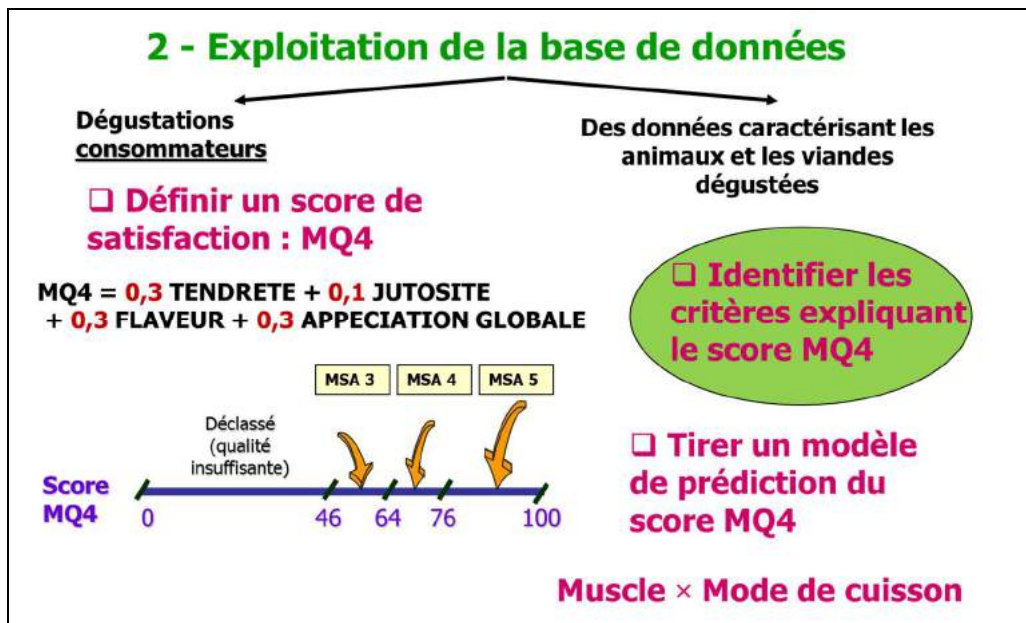 2 - Exploitation de la base de données
Dégustations
consommateurs
❑ Définir un score de
satisfaction : MQ4
MQ4 = 0,3 TENDRETE + 0,1 JUTOSITE
+ 0,3 FLAVEUR + 0,3 APPECIATION GLOBALE
MSA 3
MSA 4
MSA 5
Déclassé
(qualité
insuffisante)
Score
MQ4
0
46
64
76
100
Des données caractérisant les
animaux et les viandes
dégustées
❑ Identifier les
critères expliquant
le score MQ4
❑ Tirer un modèle
de prédiction du
score MQ4
Muscle × Mode de cuisson